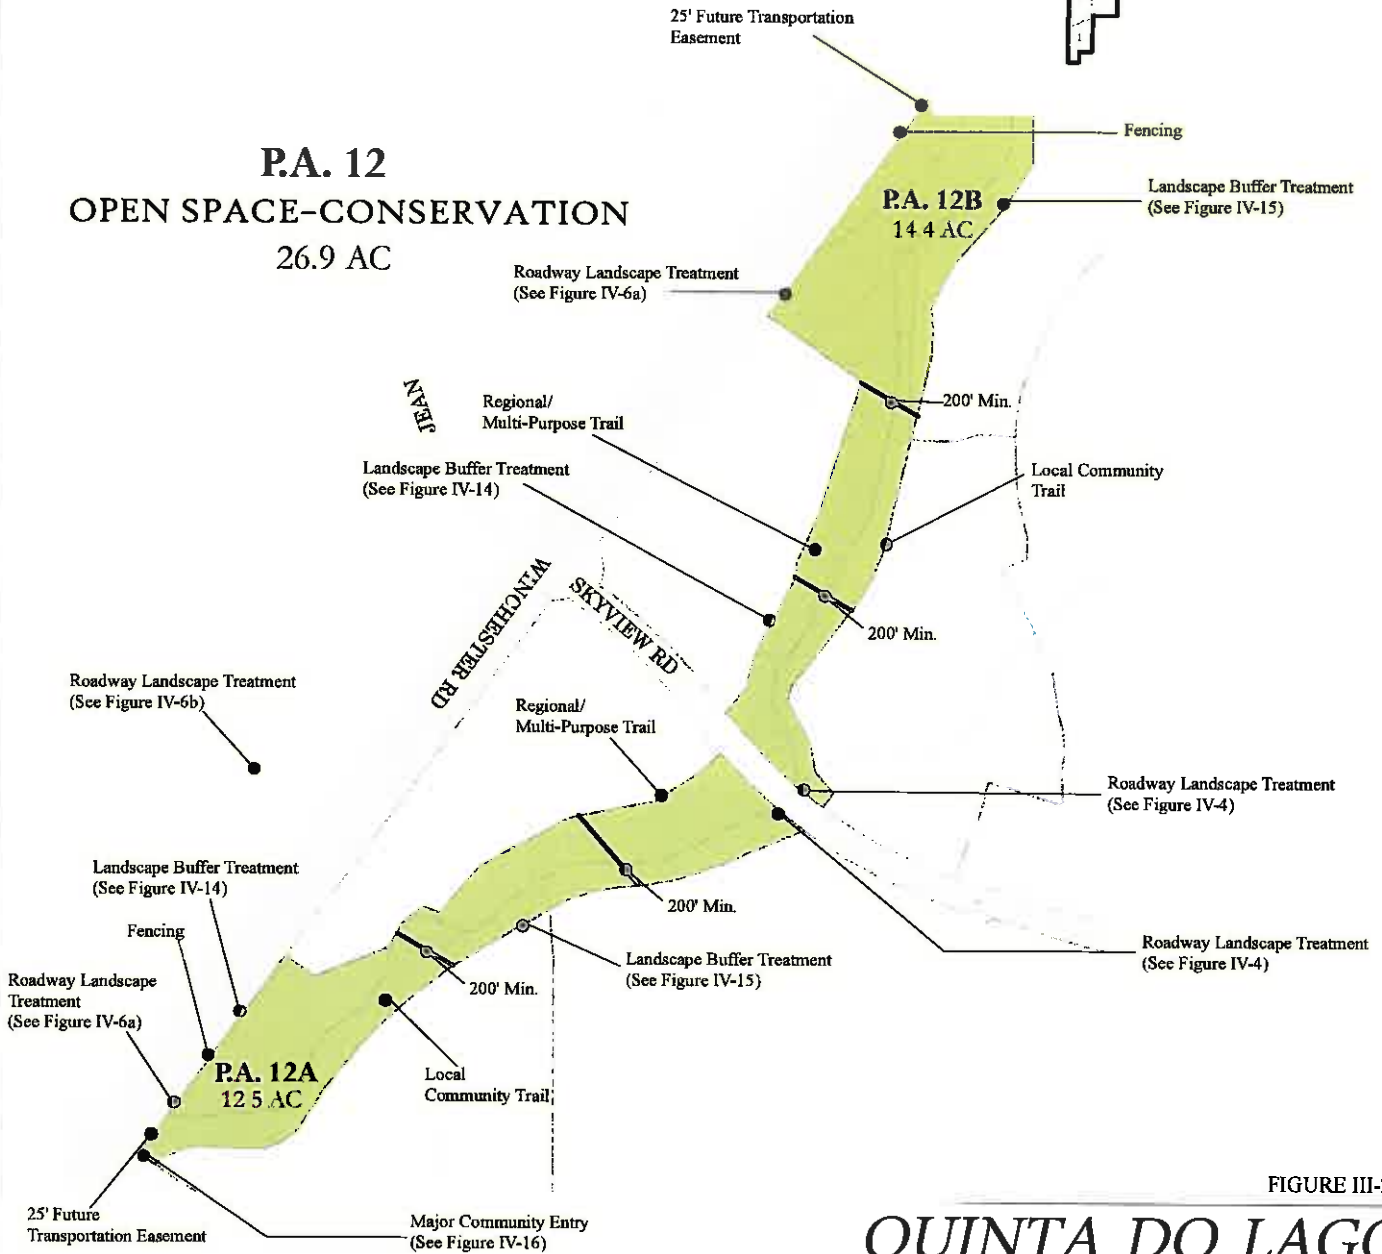 25' Future Transportation
Easement
1
P.A. 12
OPEN SPACE-CONSERVATION
26.9 AC
Fencing
P.A. 12B
14.4 AC
Landscape Buffer Treatment
(See Figure IV-15)
Roadway Landscape Treatment
(See Figure IV-6a)
JEAN
Regional/
Multi-Purpose Trail
200' Min.
Landscape Buffer Treatment
(See Figure IV-14)
Local Community
Trail
WINCHESTER RD
SKYVIEW RD
200' Min.
Roadway Landscape Treatment
(See Figure IV-6b)
Regional/
Multi-Purpose Trail
Roadway Landscape Treatment
(See Figure IV-4)
Landscape Buffer Treatment
(See Figure IV-14)
200' Min.
Fencing
Landscape Buffer Treatment
(See Figure IV-15)
Roadway Landscape Treatment
(See Figure IV-4)
Roadway Landscape
Treatment
(See Figure IV-6a)
200' Min.
P.A. 12A
12.5 AC
Local
Community Trail
25' Future
Transportation Easement
Major Community Entry
(See Figure IV-16)
FIGURE III-
QUINTA DO LAGO